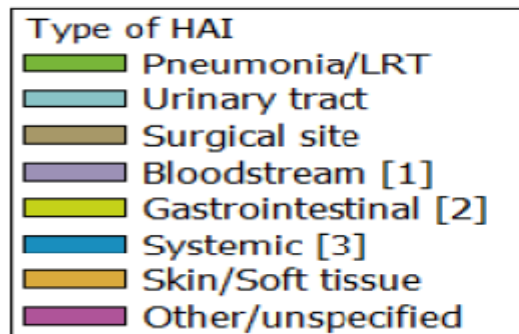 Type of HAI
Pneumonia/LRT
Urinary tract
Surgical site
Bloodstream [1]
Gastrointestinal [2]
Systemic [3]
Skin/Soft tissue
Other/unspecified